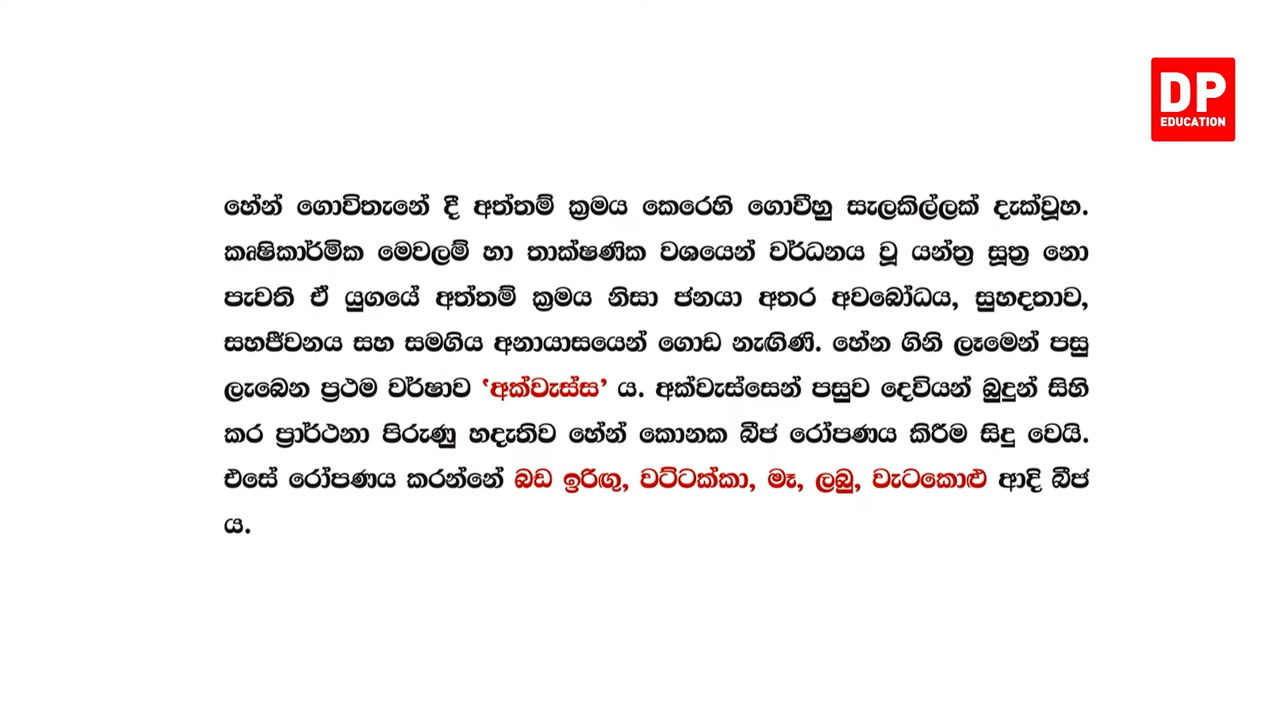 DP
EDUCATION
හේන් ගොවිතැනේ දී අත්තම් ක්‍රමය කෙරෙහි ගොවීහු සැලකිල්ලක් දැක්වූහ.
කෘෂිකාර්මික මෙවලම් හා තාක්ෂණික වශයෙන් වර්ධනය වූ යන්ත්‍ර සූත්‍ර නො
පැවති ඒ යුගයේ අත්තම් ක්‍රමය නිසා ජනයා අතර අවබෝධය, සුහදතාව,
සහජීවනය සහ සමගිය අනායාසයෙන් ගොඩ නැඟිණි. හේන ගිනි ලෑමෙන් පසු
ලැබෙන ප්‍රථම වර්ෂාව ‘අක්වැස්ස’ ය. අක්වැස්සෙන් පසුව දෙවියන් බුදුන් සිහි
කර ප්‍රාර්ථනා පිරුණු හදැතිව හේන් කොනක බීජ රෝපණය කිරීම සිදු වෙයි.
එසේ රෝපණය කරන්නේ බඩ ඉරිඟු, වට්ටක්කා, මෑ, ලබු, වැටකොළු ආදි බීජ
ය.